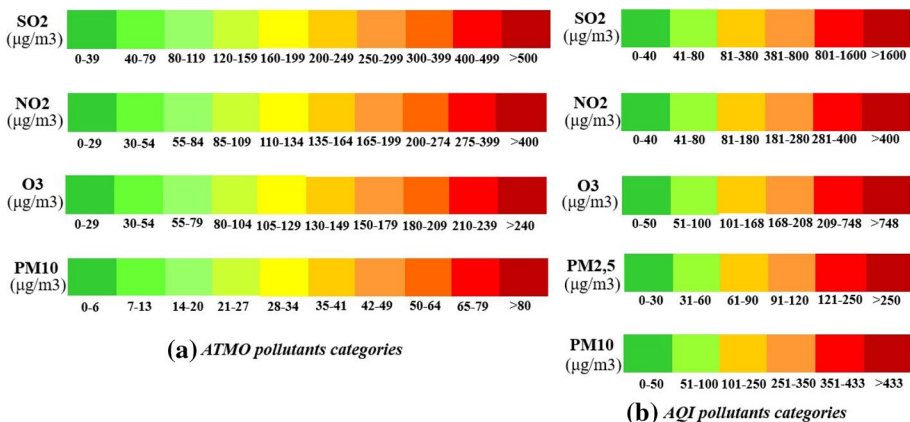 SO2
(µg/m3)
0-39 40-79 80-119 120-159 160-199 200-249 250-299 300-399 400-499 >500
NO2
(µg/m3)
0-29 30-54 55-84 85-109 110-134 135-164 165-199 200-274 275-399 >400
O3
(µg/m3)
0-29 30-54 55-79 80-104 105-129 130-149 150-179 180-209 210-239 >240
PM10
(µg/m3)
0-6 7-13 14-20 21-27 28-34 35-41 42-49 50-64 65-79 >80
(a) ATMO pollutants categories
SO2
(µg/m3)
0-40 41-80 81-380 381-800 801-1600 >1600
NO2
(µg/m3)
0-40 41-80 81-180 181-280 281-400 >400
O3
(µg/m3)
0-50 51-100 101-168 168-208 209-748 >748
PM2,5
(µg/m3)
0-30 31-60 61-90 91-120 121-250 >250
PM10
(µg/m3)
0-50 51-100 101-250 251-350 351-433 >433
(b) AQI pollutants categories